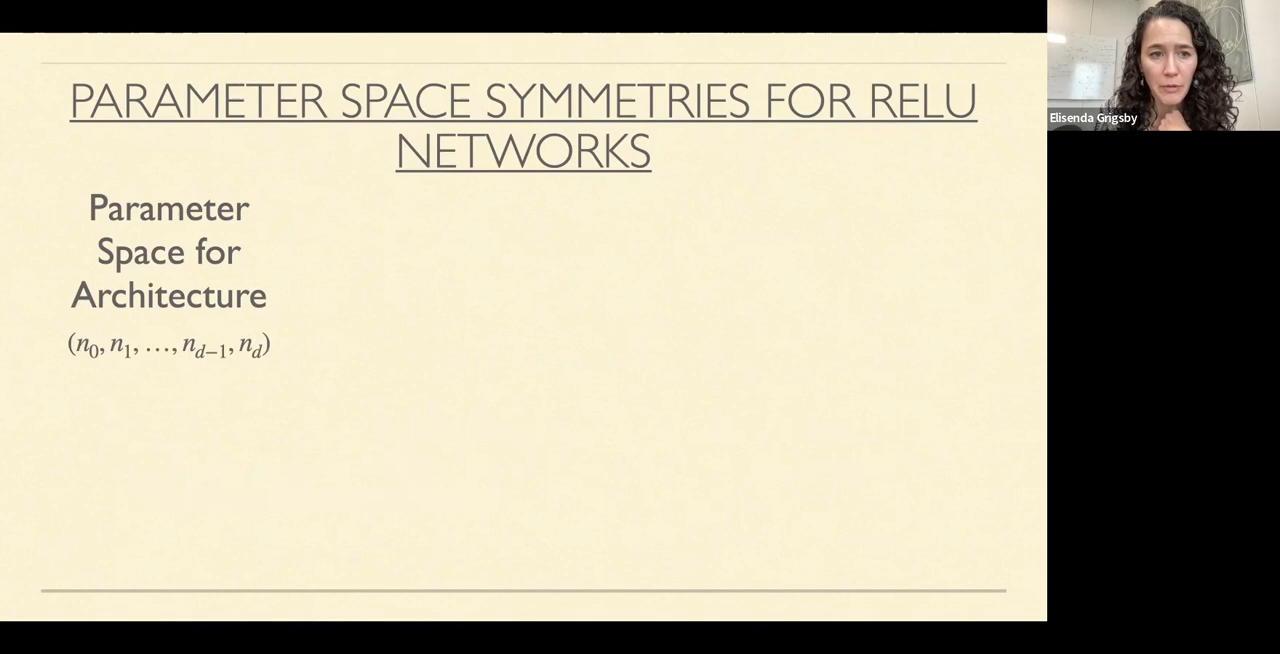 PARAMETER SPACE SYMMETRIES FOR RELU
NETWORKS
Parameter
Space for
Architecture
(n₀, n₁, …, n_{d−1}, n_d)
Elisenda Grigsby